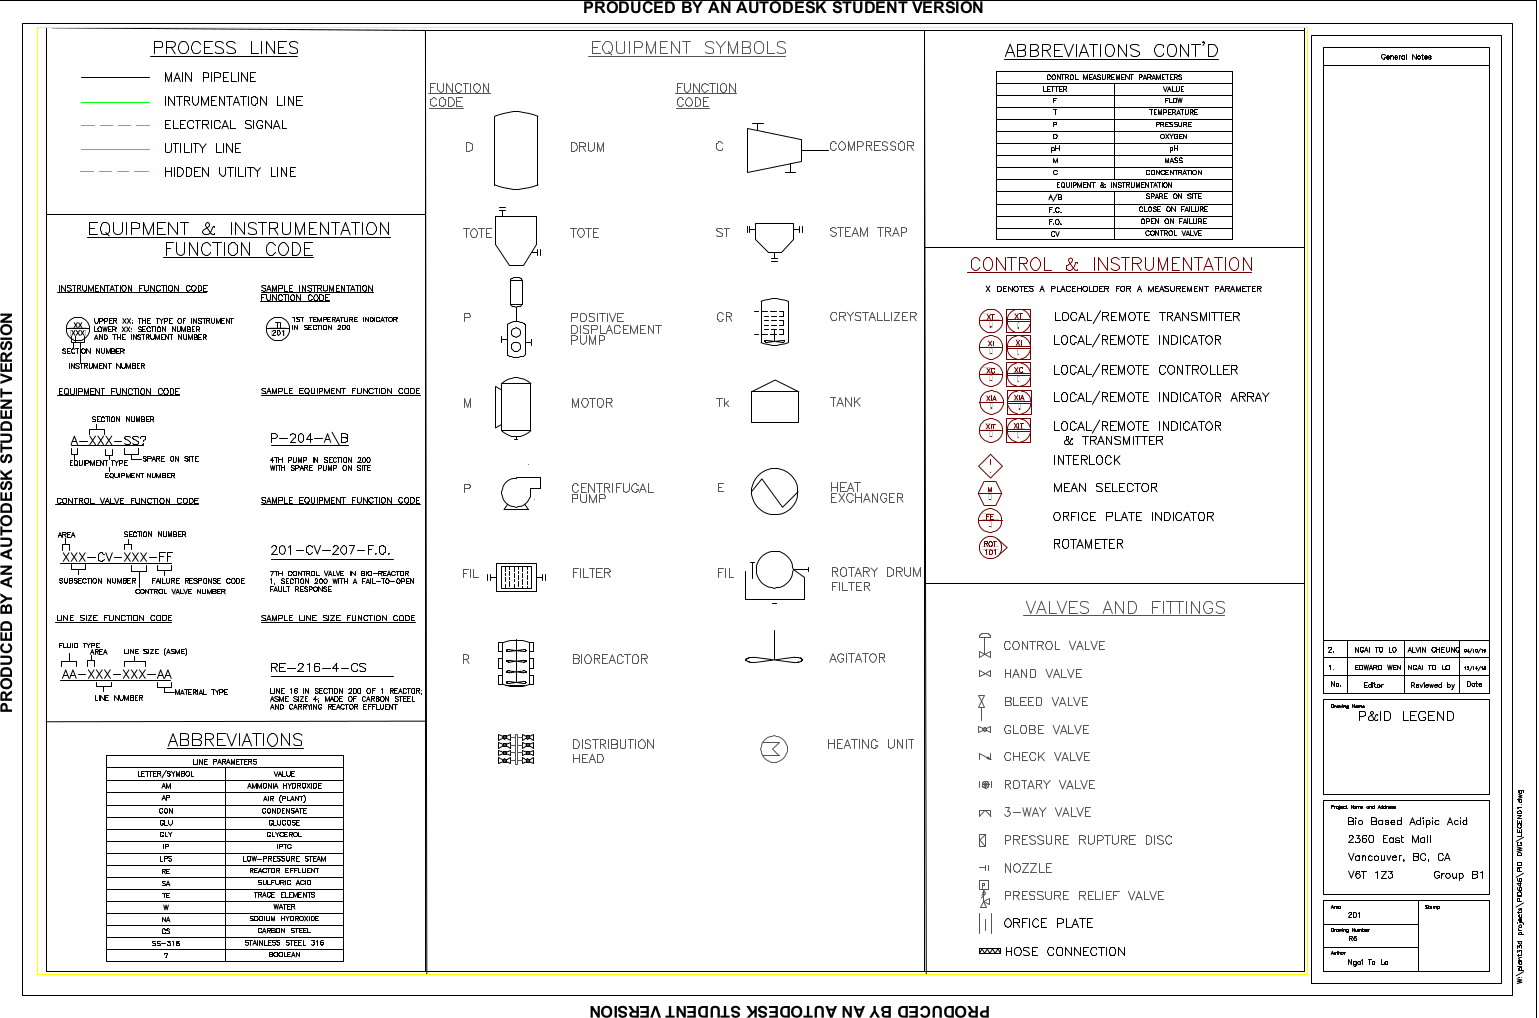 PRODUCED BY AN AUTODESK STUDENT VERSION
PROCESS LINES
MAIN PIPELINE
INTRUMENTATION LINE
ELECTRICAL SIGNAL
UTILITY LINE
HIDDEN UTILITY LINE
EQUIPMENT & INSTRUMENTATION
FUNCTION CODE
INSTRUMENTATION FUNCTION CODE
XX
XXX
UPPER XX: THE TYPE OF INSTRUMENT
LOWER XX: SECTION NUMBER
AND THE INSTRUMENT NUMBER
SECTION NUMBER
INSTRUMENT NUMBER
SAMPLE INSTRUMENTATION
FUNCTION CODE
TI
201
1ST TEMPERATURE INDICATOR
IN SECTION 200
EQUIPMENT FUNCTION CODE
SECTION NUMBER
A-XXX-SS?
EQUIPMENT TYPE
SPARE ON SITE
EQUIPMENT NUMBER
SAMPLE EQUIPMENT FUNCTION CODE
P-204-A\B
4TH PUMP IN SECTION 200
WITH SPARE PUMP ON SITE
CONTROL VALVE FUNCTION CODE
AREA
SECTION NUMBER
XXX-CV-XXX-FF
SUBSECTION NUMBER
FAILURE RESPONSE CODE
CONTROL VALVE NUMBER
SAMPLE EQUIPMENT FUNCTION CODE
201-CV-207-F.O.
7TH CONTROL VALVE IN BIO-REACTOR
1, SECTION 200 WITH A FAIL-TO-OPEN
FAULT RESPONSE
LINE SIZE FUNCTION CODE
FLUID TYPE
AREA
LINE SIZE (ASME)
AA-XXX-XXX-AA
LINE NUMBER
MATERIAL TYPE
SAMPLE LINE SIZE FUNCTION CODE
RE-216-4-CS
LINE 16 IN SECTION 200 OF 1 REACTOR;
ASME SIZE 4; MADE OF CARBON STEEL
AND CARRYING REACTOR EFFLUENT
ABBREVIATIONS
LINE PARAMETERS
LETTER/SYMBOL VALUE
AM AMMONIA HYDROXIDE
AP AIR (PLANT)
CON CONDENSATE
GLU GLUCOSE
GLY GLYCEROL
IP IPTG
LPS LOW-PRESSURE STEAM
RE REACTOR EFFLUENT
SA SULFURIC ACID
TE TRACE ELEMENTS
W WATER
NA SODIUM HYDROXIDE
CS CARBON STEEL
SS-316 STAINLESS STEEL 316
? BOOLEAN
EQUIPMENT SYMBOLS
FUNCTION
CODE
FUNCTION
CODE
D DRUM
C COMPRESSOR
TOTE TOTE
ST STEAM TRAP
P POSITIVE
DISPLACEMENT
PUMP
CR CRYSTALLIZER
M MOTOR
Tk TANK
P CENTRIFUGAL
PUMP
E HEAT
EXCHANGER
FIL FILTER
FIL ROTARY DRUM
FILTER
R BIOREACTOR
AGITATOR
DISTRIBUTION
HEAD
HEATING UNIT
ABBREVIATIONS CONT'D
CONTROL MEASUREMENT PARAMETERS
LETTER VALUE
F FLOW
T TEMPERATURE
P PRESSURE
O OXYGEN
pH pH
M MASS
C CONCENTRATION
EQUIPMENT & INSTRUMENTATION
A/B SPARE ON SITE
F.C. CLOSE ON FAILURE
F.O. OPEN ON FAILURE
CV CONTROL VALVE
CONTROL & INSTRUMENTATION
X DENOTES A PLACEHOLDER FOR A MEASUREMENT PARAMETER
XT XT LOCAL/REMOTE TRANSMITTER
XI XI LOCAL/REMOTE INDICATOR
XC XC LOCAL/REMOTE CONTROLLER
XIA XIA LOCAL/REMOTE INDICATOR ARRAY
XIT XIT LOCAL/REMOTE INDICATOR
& TRANSMITTER
I INTERLOCK
M MEAN SELECTOR
FE ORFICE PLATE INDICATOR
ROT
101
ROTAMETER
VALVES AND FITTINGS
CONTROL VALVE
HAND VALVE
BLEED VALVE
GLOBE VALVE
CHECK VALVE
ROTARY VALVE
3-WAY VALVE
PRESSURE RUPTURE DISC
NOZZLE
P
PRESSURE RELIEF VALVE
ORFICE PLATE
HOSE CONNECTION
General Notes
2. NGAI TO LO ALVIN CHEUNG
1. EDWARD WEN NGAI TO LO
No. Editor Reviewed by Date
Drawing Name
P&ID LEGEND
Project Name and Address
Bio Based Adipic Acid
2360 East Mall
Vancouver, BC, CA
V6T 1Z3 Group B1
Area
201
Stamp
Drawing Number
R6
Author
Ngai To Lo
W:\plant33d projects\PID646\PID DWG\LEGEND1.dwg
PRODUCED BY AN AUTODESK STUDENT VERSION
PRODUCED BY AN AUTODESK STUDENT VERSION
PRODUCED BY AN AUTODESK STUDENT VERSION